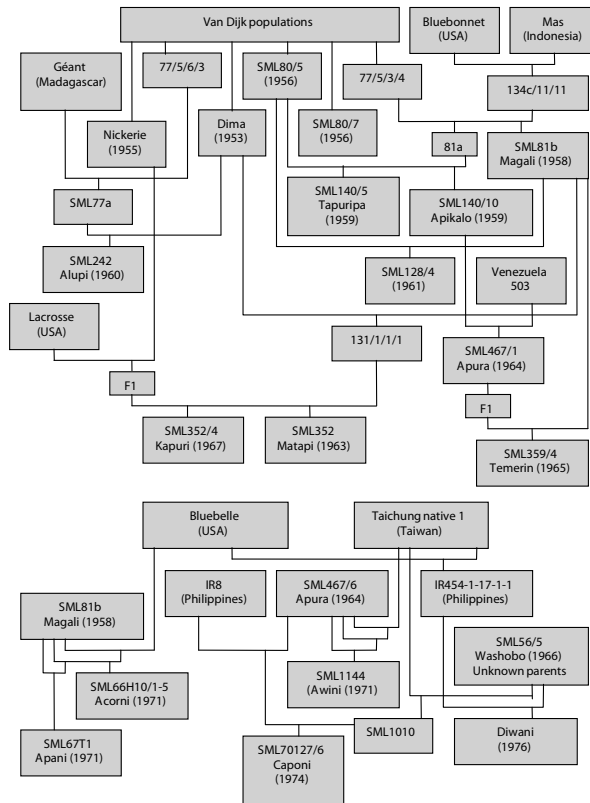 Van Dijk populations
Bluebonnet
(USA)
Mas
(Indonesia)
Géant
(Madagascar)
77/5/6/3
SML80/5
(1956)
77/5/3/4
134c/11/11
Nickerie
(1955)
Dima
(1953)
SML80/7
(1956)
81a
SML81b
Magali (1958)
SML77a
SML140/5
Tapuripa
(1959)
SML140/10
Apikalo (1959)
SML242
Alupi (1960)
SML128/4
(1961)
Venezuela
503
Lacrosse
(USA)
131/1/1/1
SML467/1
Apura (1964)
F1
F1
SML352/4
Kapuri (1967)
SML352
Matapi (1963)
SML359/4
Temerin (1965)
Bluebelle
(USA)
Taichung native 1
(Taiwan)
IR8
(Philippines)
SML467/6
Apura (1964)
IR454-1-17-1-1
(Philippines)
SML81b
Magali (1958)
SML56/5
Washobo (1966)
Unknown parents
SML66H10/1-5
Acorni (1971)
SML1144
(Awini (1971)
SML67T1
Apani (1971)
SML70127/6
Caponi
(1974)
SML1010
Diwani
(1976)